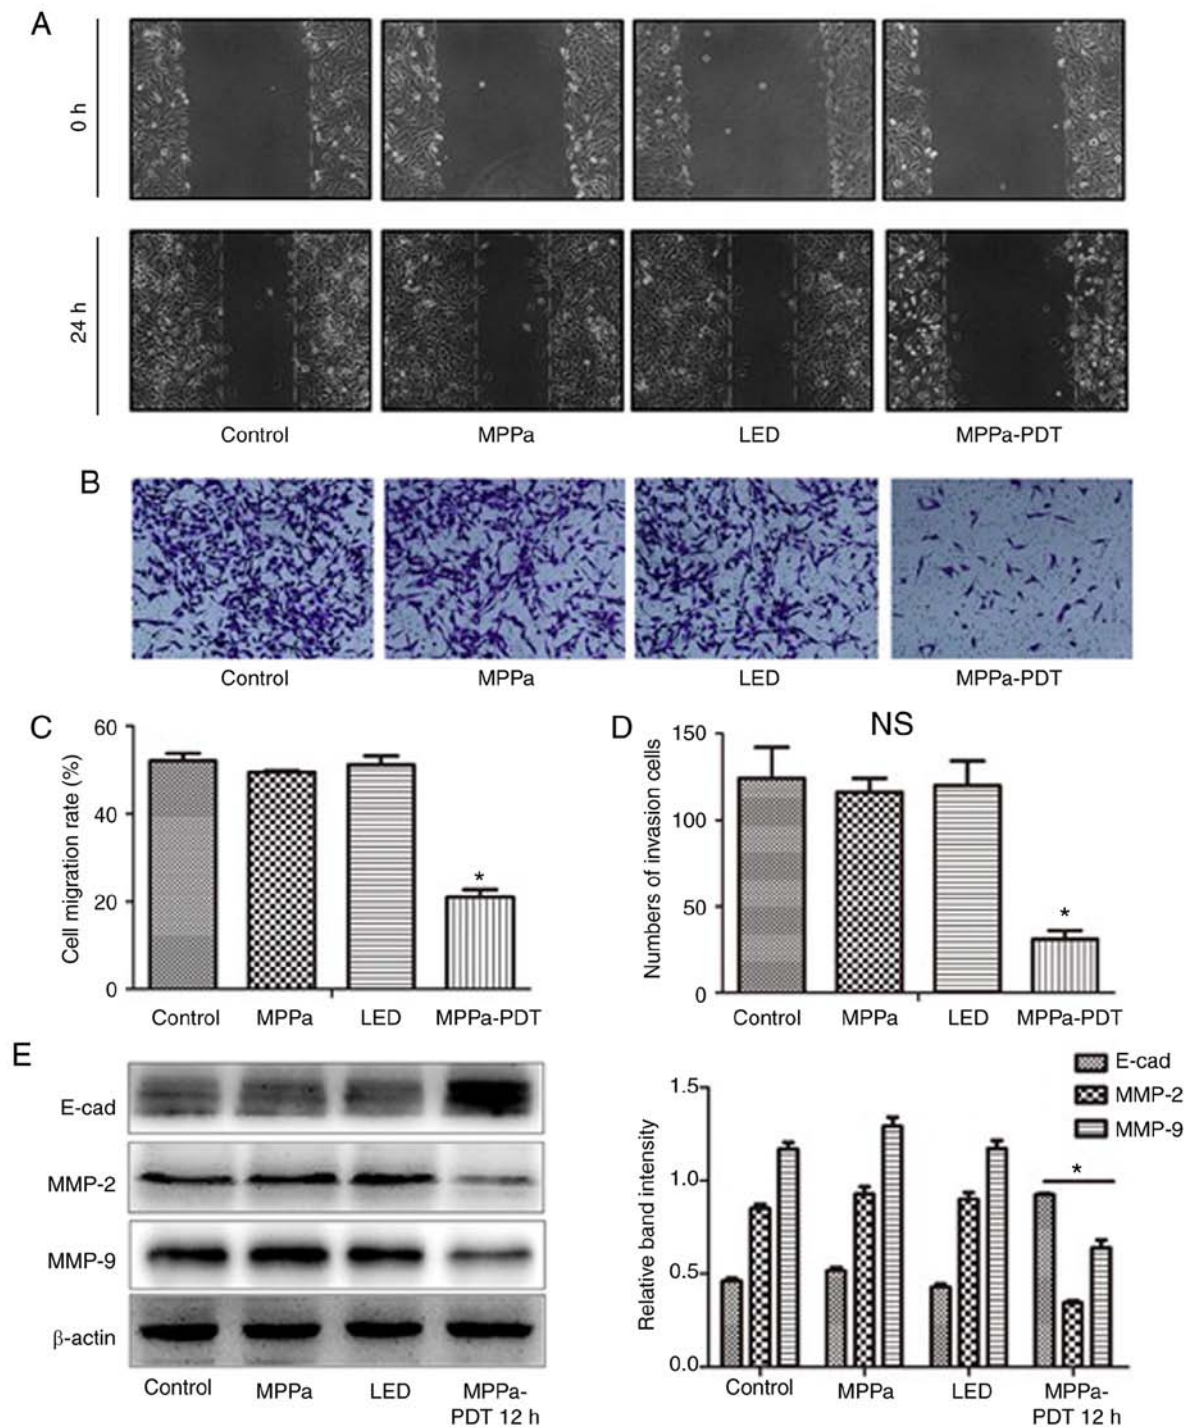 A
0 h
24 h
Control MPPa LED MPPa-PDT
B
Control MPPa LED MPPa-PDT
C
60
40
20
0
Cell migration rate (%)
*
Control MPPa LED MPPa-PDT
D
NS
150
100
50
0
Numbers of invasion cells
*
Control MPPa LED MPPa-PDT
E
E-cad
MMP-2
MMP-9
β-actin
Control MPPa LED MPPa-
PDT 12 h
E-cad
MMP-2
MMP-9
1.5
1.0
0.5
0.0
Relative band intensity
*
Control MPPa LED MPPa-
PDT 12 h